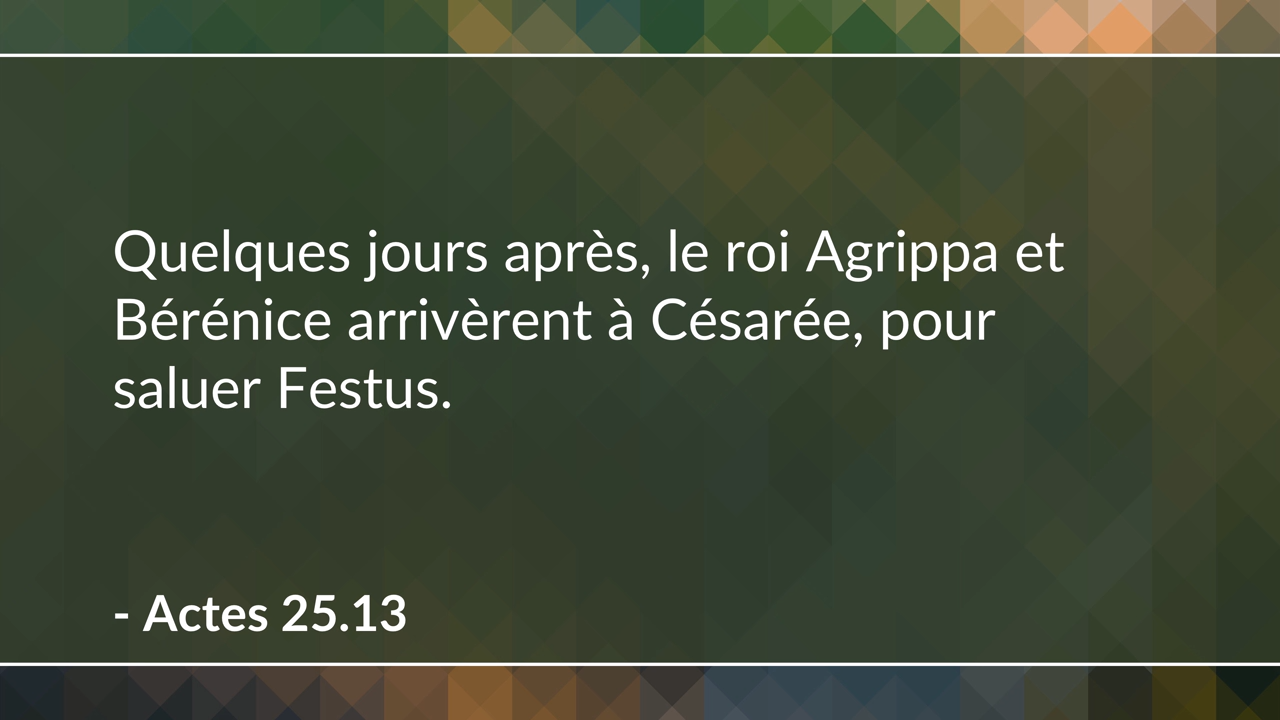 Quelques jours après, le roi Agrippa et
Bérénice arrivèrent à Césarée, pour
saluer Festus.
- Actes 25.13